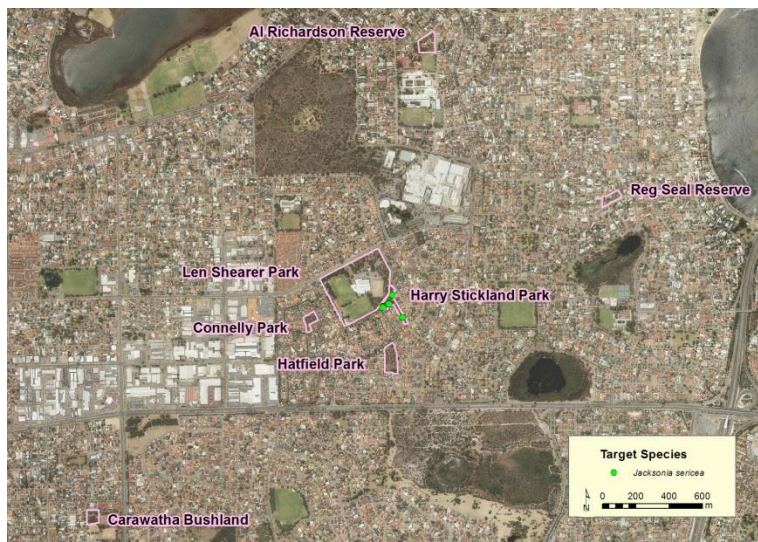 Al Richardson Reserve
Reg Seal Reserve
Len Shearer Park
Harry Stickland Park
Connelly Park
Hatfield Park
Carawatha Bushland
Target Species
Jacksonia sericea
N
0 200 400 600
m